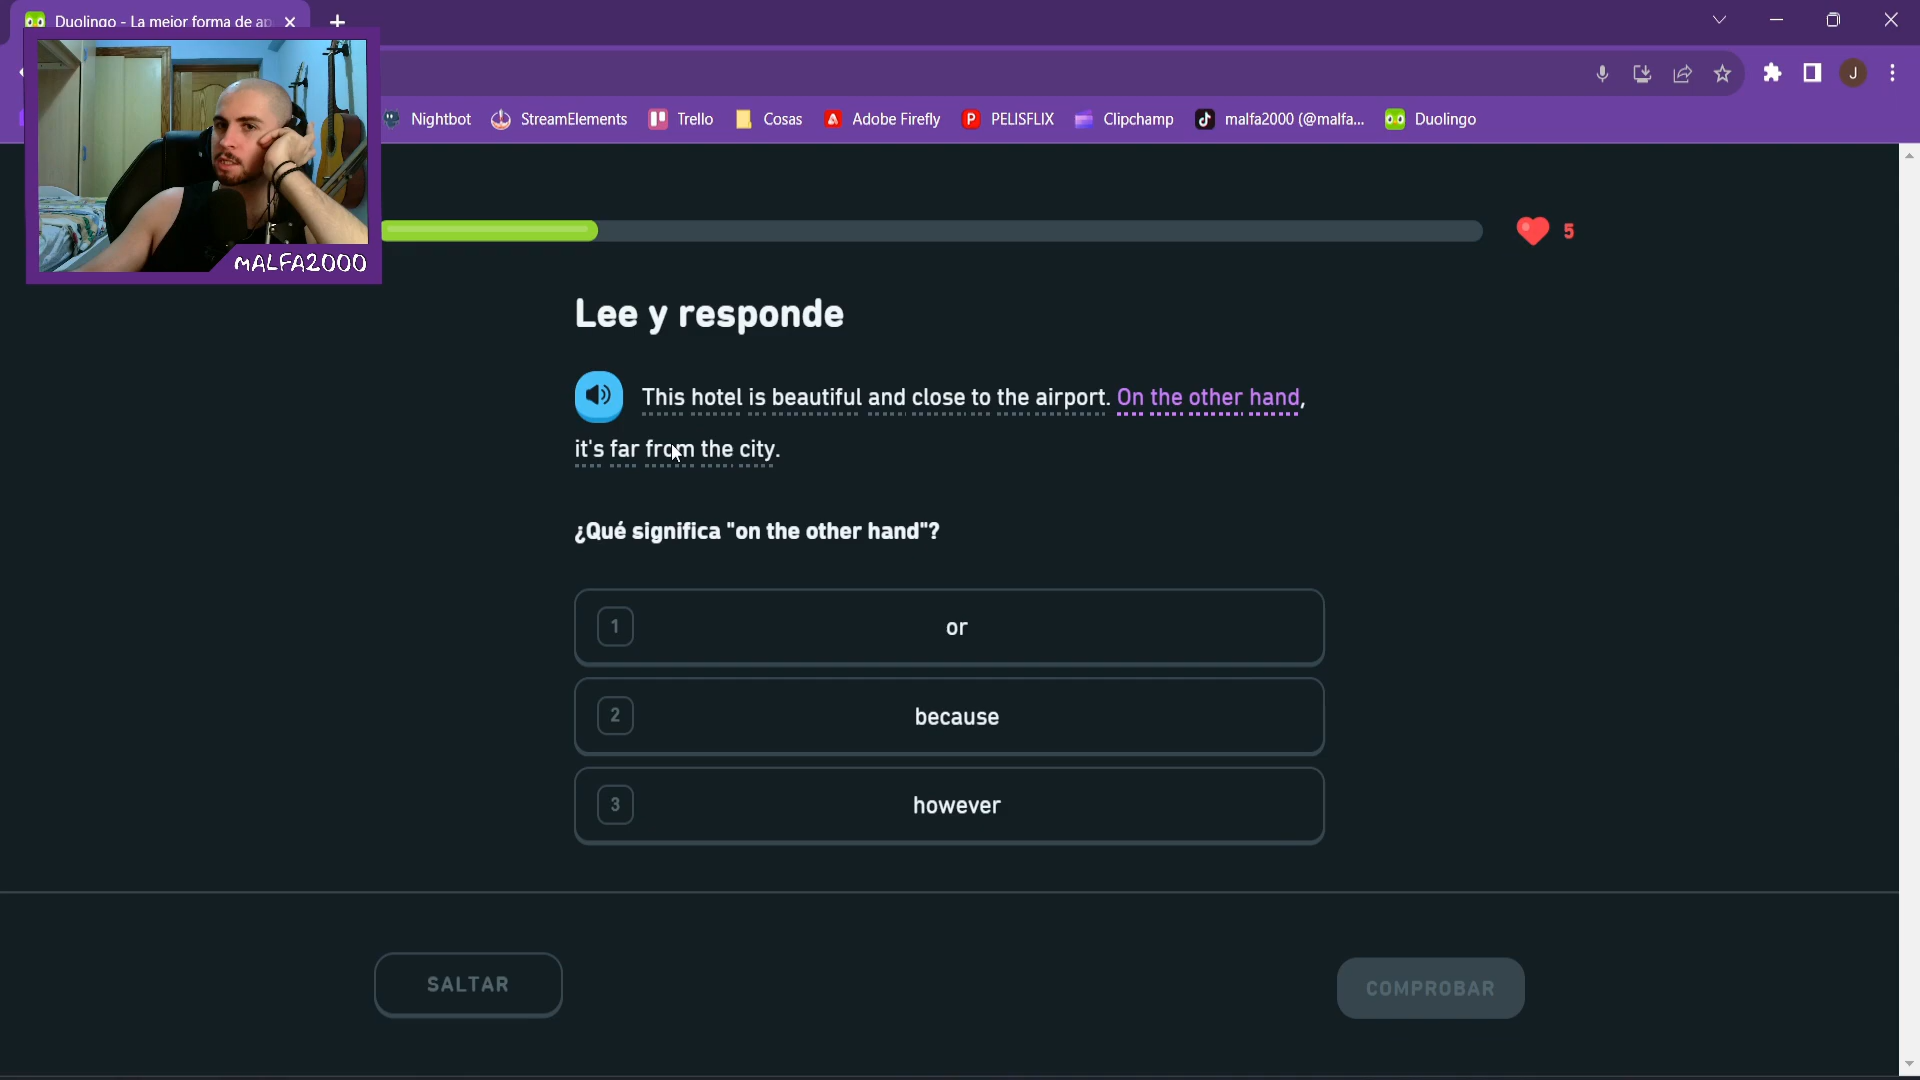 Duolingo - La mejor forma de ap
J
Nightbot
StreamElements
Trello
Cosas
Adobe Firefly
P
PELISFLIX
Clipchamp
malfa2000 (@malfa...
Duolingo
MALFA2000
5
Lee y responde
This hotel is beautiful and close to the airport. On the other hand,
it's far from the city.
¿Qué significa "on the other hand"?
1 or
2 because
3 however
SALTAR
COMPROBAR